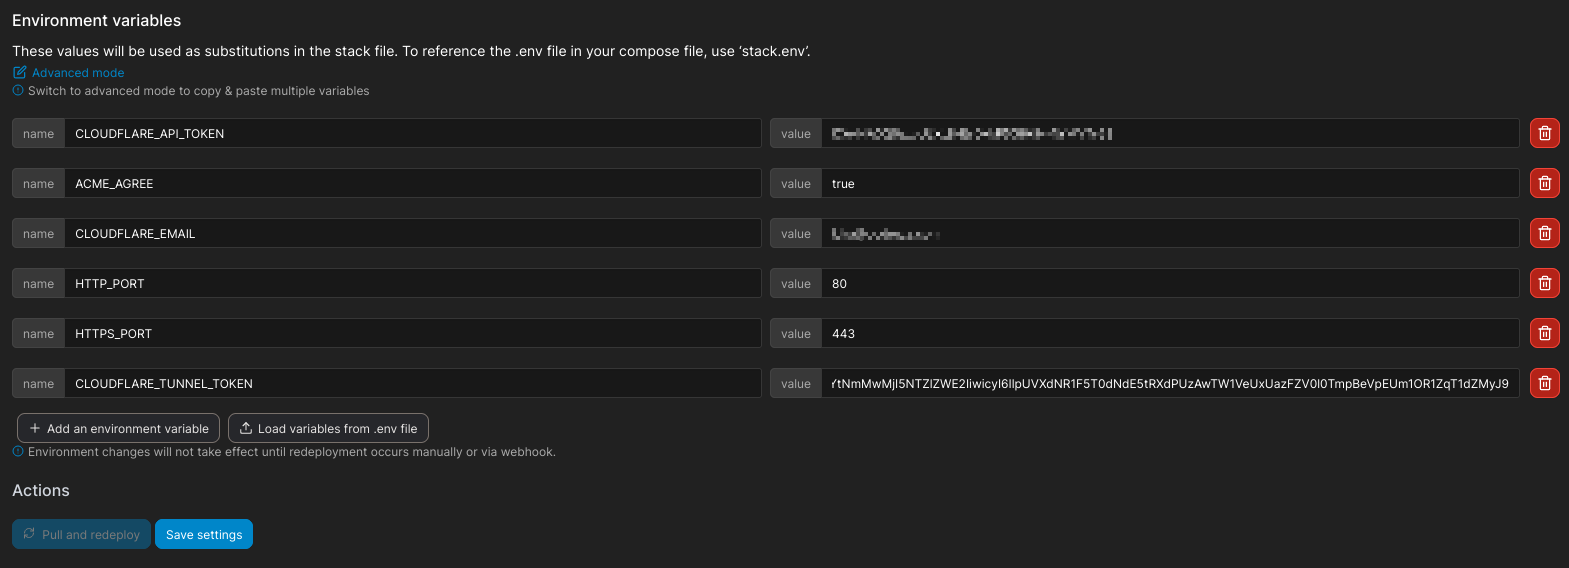 Environment variables
These values will be used as substitutions in the stack file. To reference the .env file in your compose file, use ‘stack.env’.
Advanced mode
Switch to advanced mode to copy & paste multiple variables
name CLOUDFLARE_API_TOKEN value
name ACME_AGREE value true
name CLOUDFLARE_EMAIL value
name HTTP_PORT value 80
name HTTPS_PORT value 443
name CLOUDFLARE_TUNNEL_TOKEN value
Add an environment variable Load variables from .env file
Environment changes will not take effect until redeployment occurs manually or via webhook.
Actions
Pull and redeploy Save settings